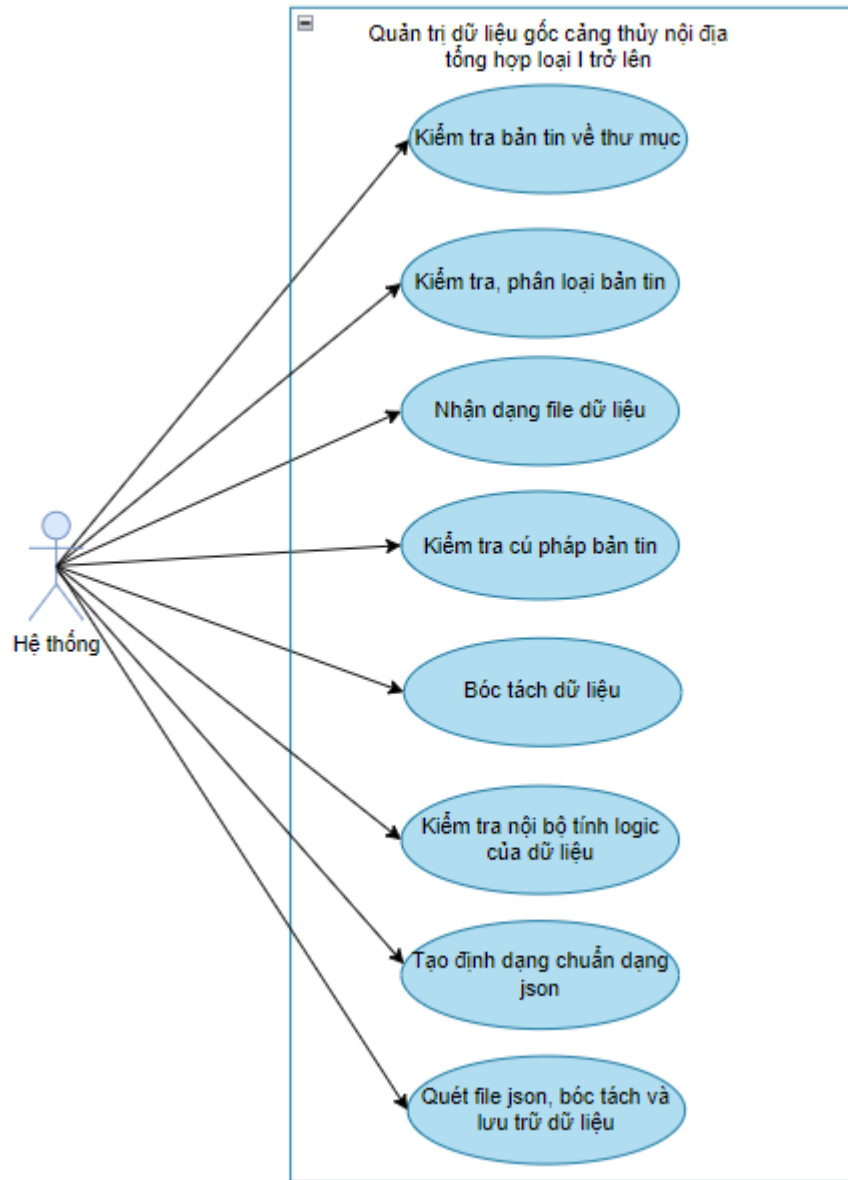 Quản trị dữ liệu gốc cảng thủy nội địa
tổng hợp loại I trở lên
Kiểm tra bản tin về thư mục
Kiểm tra, phân loại bản tin
Nhận dạng file dữ liệu
Kiểm tra cú pháp bản tin
Hệ thống
Bóc tách dữ liệu
Kiểm tra nội bộ tính logic
của dữ liệu
Tạo định dạng chuẩn dạng
json
Quét file json, bóc tách và
lưu trữ dữ liệu